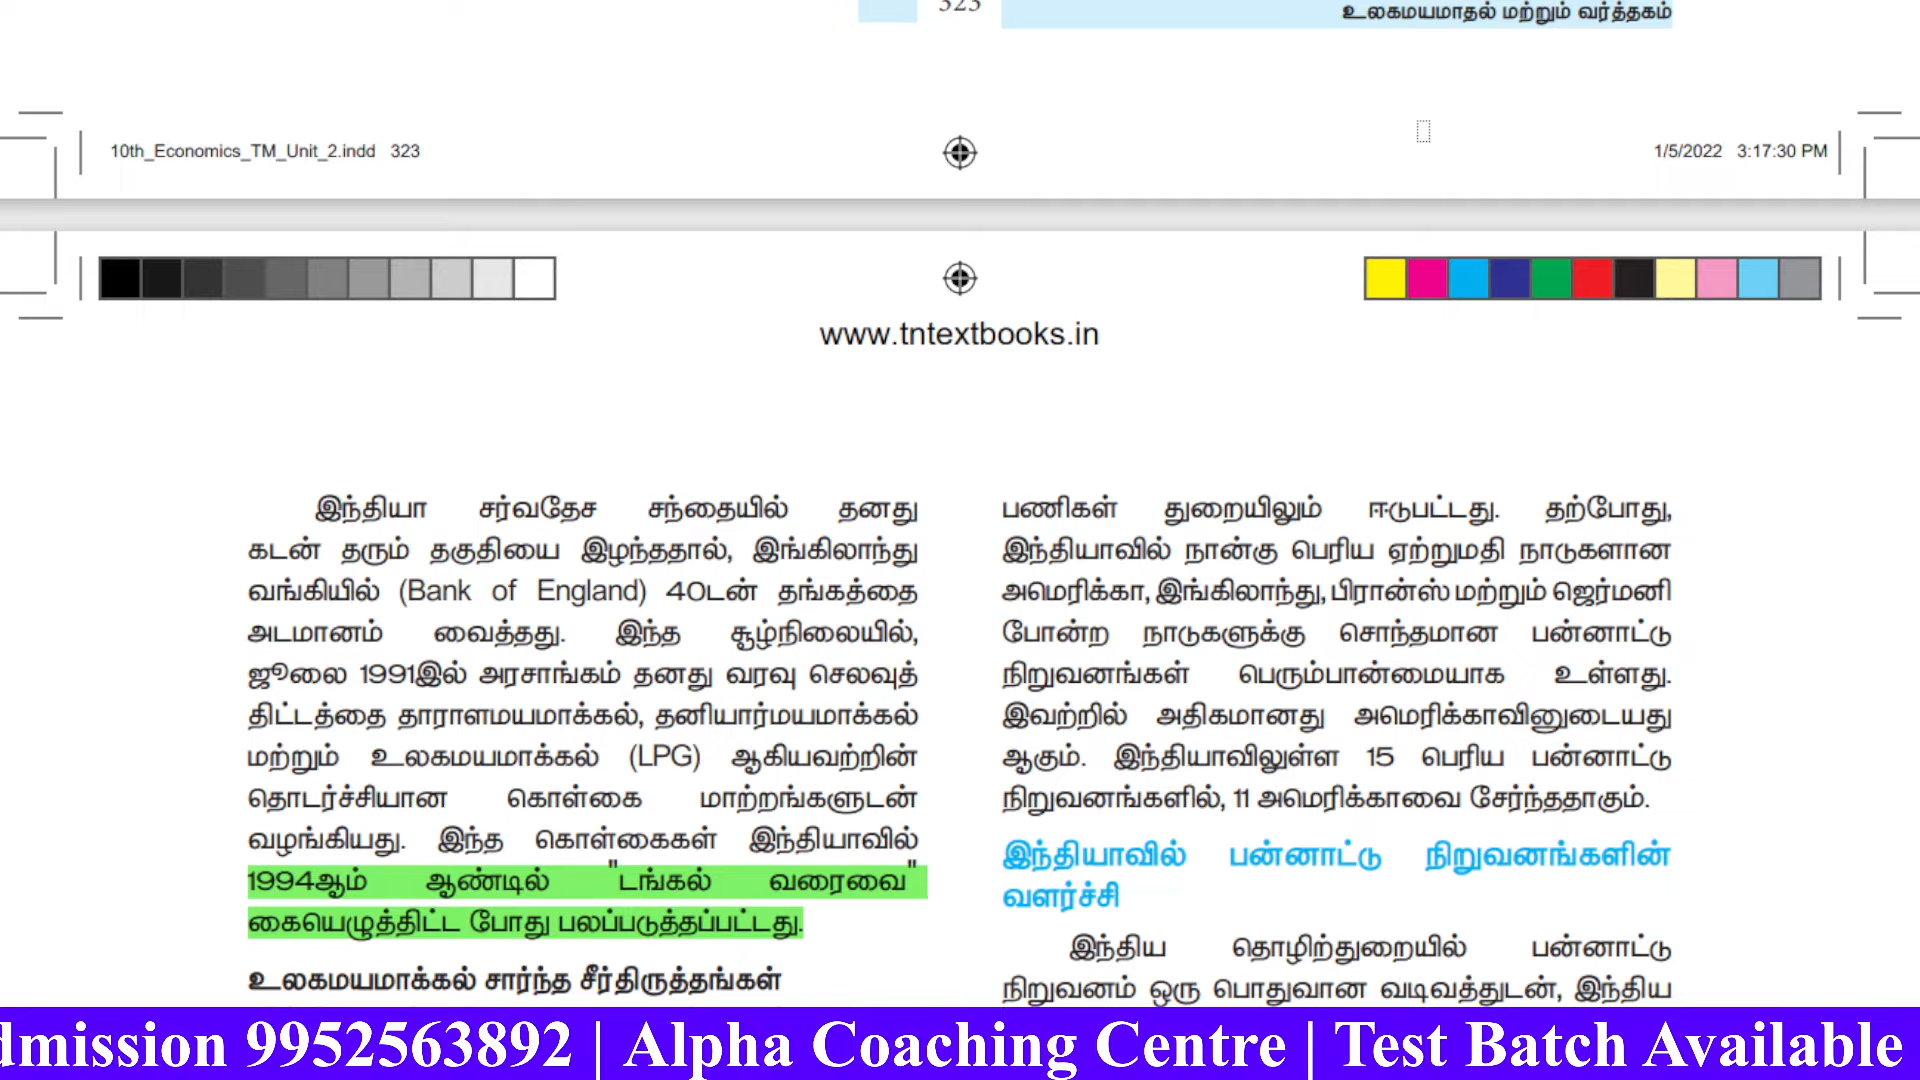 323
உலகமயமாதல் மற்றும் வர்த்தகம்
10th_Economics_TM_Unit_2.indd 323
1/5/2022 3:17:30 PM
www.tntextbooks.in
இந்தியா சர்வதேச சந்தையில் தனது
கடன் தரும் தகுதியை இழந்ததால், இங்கிலாந்து
வங்கியில் (Bank of England) 40டன் தங்கத்தை
அடமானம் வைத்தது. இந்த சூழ்நிலையில்,
ஜூலை 1991இல் அரசாங்கம் தனது வரவு செலவுத்
திட்டத்தை தாராளமயமாக்கல், தனியார்மயமாக்கல்
மற்றும் உலகமயமாக்கல் (LPG) ஆகியவற்றின்
தொடர்ச்சியான கொள்கை மாற்றங்களுடன்
வழங்கியது. இந்த கொள்கைகள் இந்தியாவில்
1994ஆம் ஆண்டில் "டங்கல் வரைவை"
கையெழுத்திட்ட போது பலப்படுத்தப்பட்டது.
உலகமயமாக்கல் சார்ந்த சீர்திருத்தங்கள்
பணிகள் துறையிலும் ஈடுபட்டது. தற்போது,
இந்தியாவில் நான்கு பெரிய ஏற்றுமதி நாடுகளான
அமெரிக்கா, இங்கிலாந்து, பிரான்ஸ் மற்றும் ஜெர்மனி
போன்ற நாடுகளுக்கு சொந்தமான பன்னாட்டு
நிறுவனங்கள் பெரும்பான்மையாக உள்ளது.
இவற்றில் அதிகமானது அமெரிக்காவினுடையது
ஆகும். இந்தியாவிலுள்ள 15 பெரிய பன்னாட்டு
நிறுவனங்களில், 11 அமெரிக்காவை சேர்ந்ததாகும்.
இந்தியாவில் பன்னாட்டு நிறுவனங்களின்
வளர்ச்சி
இந்திய தொழிற்துறையில் பன்னாட்டு
நிறுவனம் ஒரு பொதுவான வடிவத்துடன், இந்திய
dmission 9952563892 | Alpha Coaching Centre | Test Batch Available